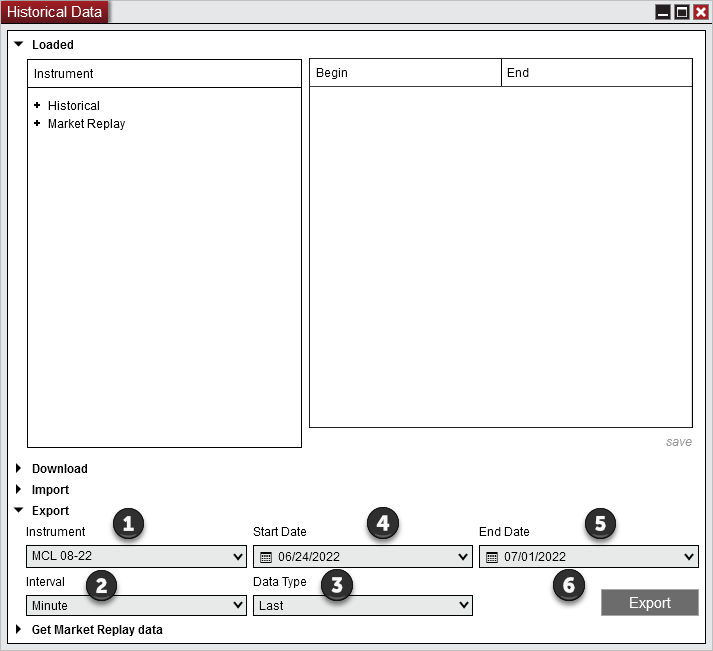 Historical Data
Loaded
Instrument
Begin End
+ Historical
+ Market Replay
save
Download
Import
Export
1 4 5
Instrument Start Date End Date
MCL 08-22 06/24/2022 07/01/2022
2 3 6
Interval Data Type
Minute Last Export
Get Market Replay data